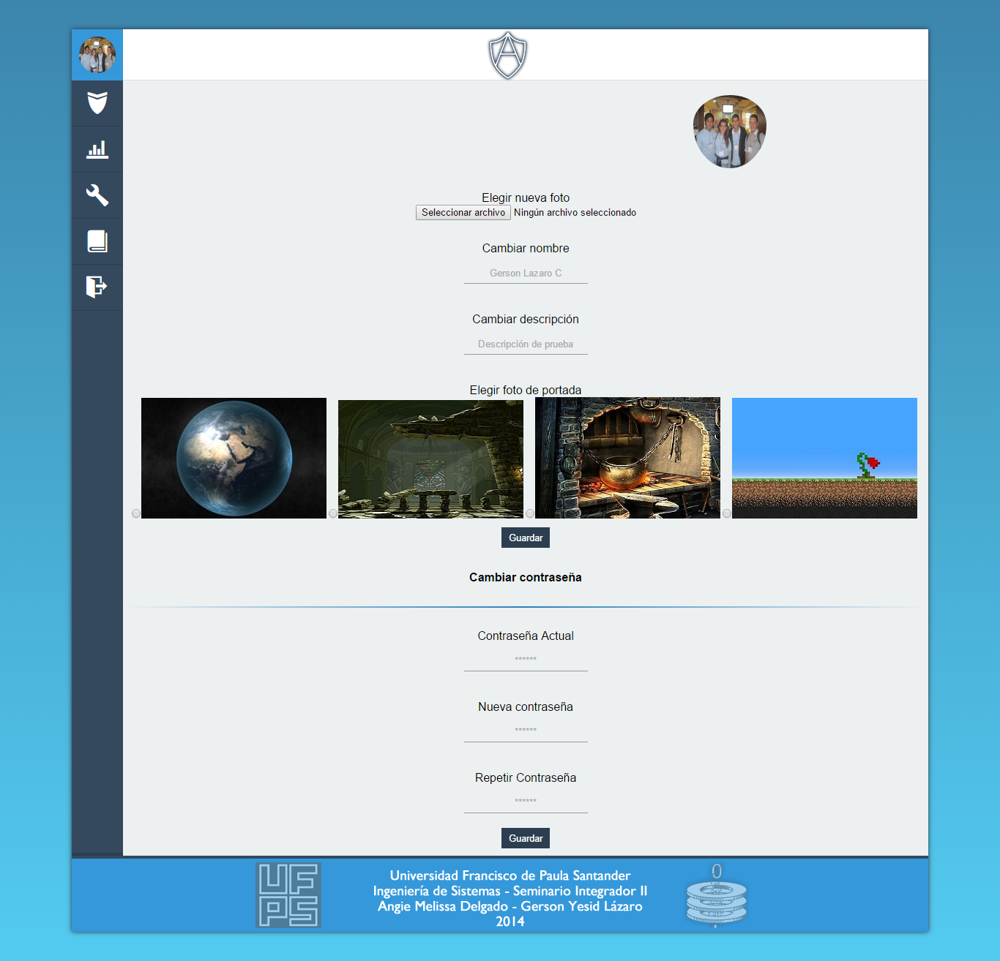 A
Elegir nueva foto
Seleccionar archivo Ningún archivo seleccionado
Cambiar nombre
Gerson Lazaro C
Cambiar descripción
Descripción de prueba
Elegir foto de portada
Guardar
Cambiar contraseña
Contraseña Actual
******
Nueva contraseña
******
Repetir Contraseña
******
Guardar
UFPS
Universidad Francisco de Paula Santander
Ingeniería de Sistemas - Seminario Integrador II
Angie Melissa Delgado - Gerson Yesid Lázaro
2014